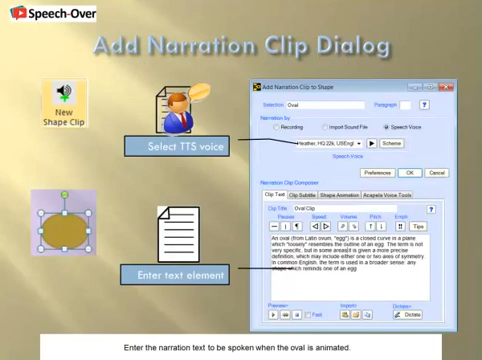 Speech-Over
Add Narration Clip Dialog
New
Shape Clip
Select TTS voice
Enter text element
Add Narration Clip to Shape
Selection Oval Paragraph ?
Narration by
Recording Import Sound File Speech Voice
Heather, HQ 22k, USEngl Scheme
Speech Voice
Preferences OK Cancel
Narration Clip Composer
Clip Text Clip Subtitle Shape Animation Acapela Voice Tools
Clip Title Oval Clip ?
Pauses Speed Volume Pitch Emph.
Tips
An oval (from Latin ovum, "egg") is a closed curve in a plane
which "loosely" resembles the outline of an egg. The term is not
very specific, but in some areas it is given a more precise
definition, which may include either one or two axes of symmetry.
In common English, the term is used in a broader sense: any
shape which reminds one of an egg.
Preview Import Dictate
Fast Dictate
Enter the narration text to be spoken when the oval is animated.